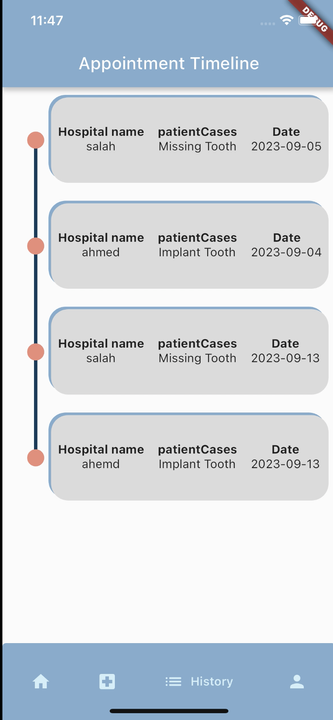 11:47
DEBUG
Appointment Timeline
Hospital name patientCases Date
salah Missing Tooth 2023-09-05
Hospital name patientCases Date
ahmed Implant Tooth 2023-09-04
Hospital name patientCases Date
salah Missing Tooth 2023-09-13
Hospital name patientCases Date
ahemd Implant Tooth 2023-09-13
History